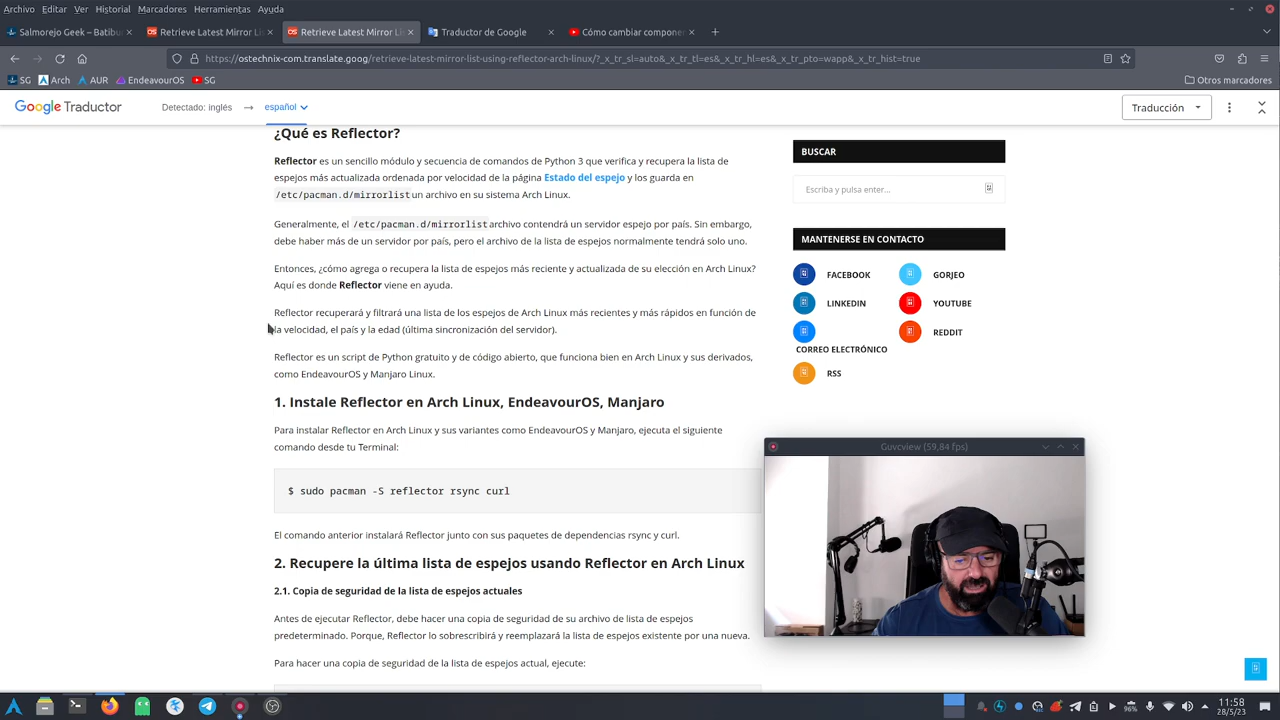 Archivo Editar Ver Historial Marcadores Herramientas Ayuda
Salmorejo Geek – Batibu
Retrieve Latest Mirror Li
Retrieve Latest Mirror Li
Traductor de Google
Cómo cambiar compone
https://ostechnix-com.translate.goog/retrieve-latest-mirror-list-using-reflector-arch-linux/?_x_tr_sl=auto&_x_tr_tl=es&_x_tr_hl=es&_x_tr_pto=wapp&_x_tr_hist=true
SG Arch AUR EndeavourOS SG Otros marcadores
Google Traductor Detectado: inglés → español Traducción
¿Qué es Reflector?
Reflector es un sencillo módulo y secuencia de comandos de Python 3 que verifica y recupera la lista de
espejos más actualizada ordenada por velocidad de la página Estado del espejo y los guarda en
/etc/pacman.d/mirrorlist un archivo en su sistema Arch Linux.
Generalmente, el /etc/pacman.d/mirrorlist archivo contendrá un servidor espejo por país. Sin embargo,
debe haber más de un servidor por país, pero el archivo de la lista de espejos normalmente tendrá solo uno.
Entonces, ¿cómo agrega o recupera la lista de espejos más reciente y actualizada de su elección en Arch Linux?
Aquí es donde Reflector viene en ayuda.
Reflector recuperará y filtrará una lista de los espejos de Arch Linux más recientes y más rápidos en función de
la velocidad, el país y la edad (última sincronización del servidor).
Reflector es un script de Python gratuito y de código abierto, que funciona bien en Arch Linux y sus derivados,
como EndeavourOS y Manjaro Linux.
1. Instale Reflector en Arch Linux, EndeavourOS, Manjaro
Para instalar Reflector en Arch Linux y sus variantes como EndeavourOS y Manjaro, ejecuta el siguiente
comando desde tu Terminal:
$ sudo pacman -S reflector rsync curl
El comando anterior instalará Reflector junto con sus paquetes de dependencias rsync y curl.
2. Recupere la última lista de espejos usando Reflector en Arch Linux
2.1. Copia de seguridad de la lista de espejos actuales
Antes de ejecutar Reflector, debe hacer una copia de seguridad de su archivo de lista de espejos
predeterminado. Porque, Reflector lo sobrescribirá y reemplazará la lista de espejos existente por una nueva.
Para hacer una copia de seguridad de la lista de espejos actual, ejecute:
BUSCAR
Escriba y pulsa enter...
MANTENERSE EN CONTACTO
FACEBOOK GORJEO
LINKEDIN YOUTUBE
REDDIT
CORREO ELECTRÓNICO
RSS
Guvcview (59,84 fps)
96%
11:58
28/5/23